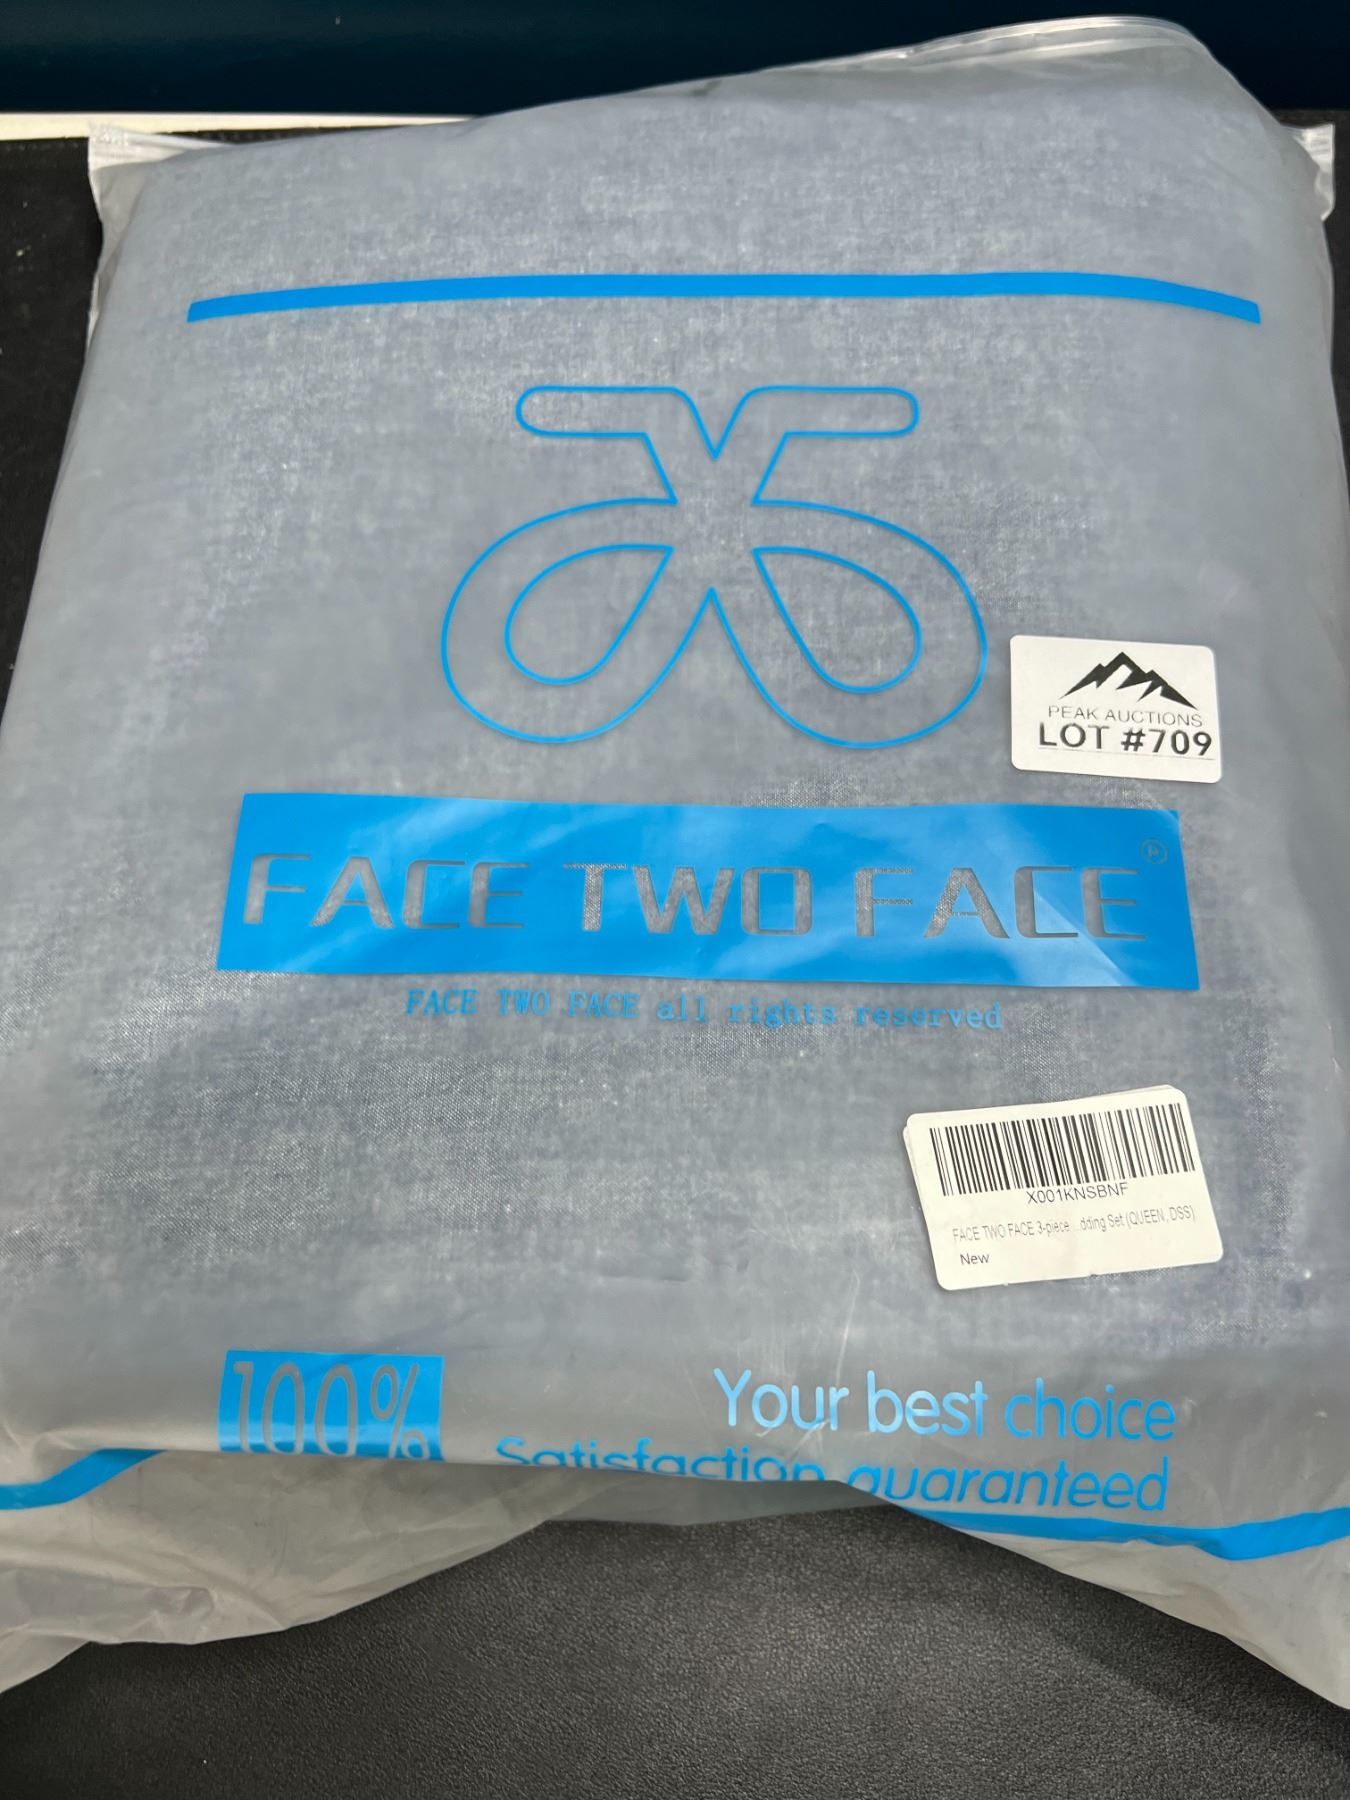 PEAK AUCTIONS
LOT #709
FACE TWO FACE ®
FACE TWO FACE all rights reserved
X001KNSBNF
FACE TWO FACE 3-piece ...dding Set (QUEEN, DSS)
New
100%
Your best choice
Satisfaction guaranteed